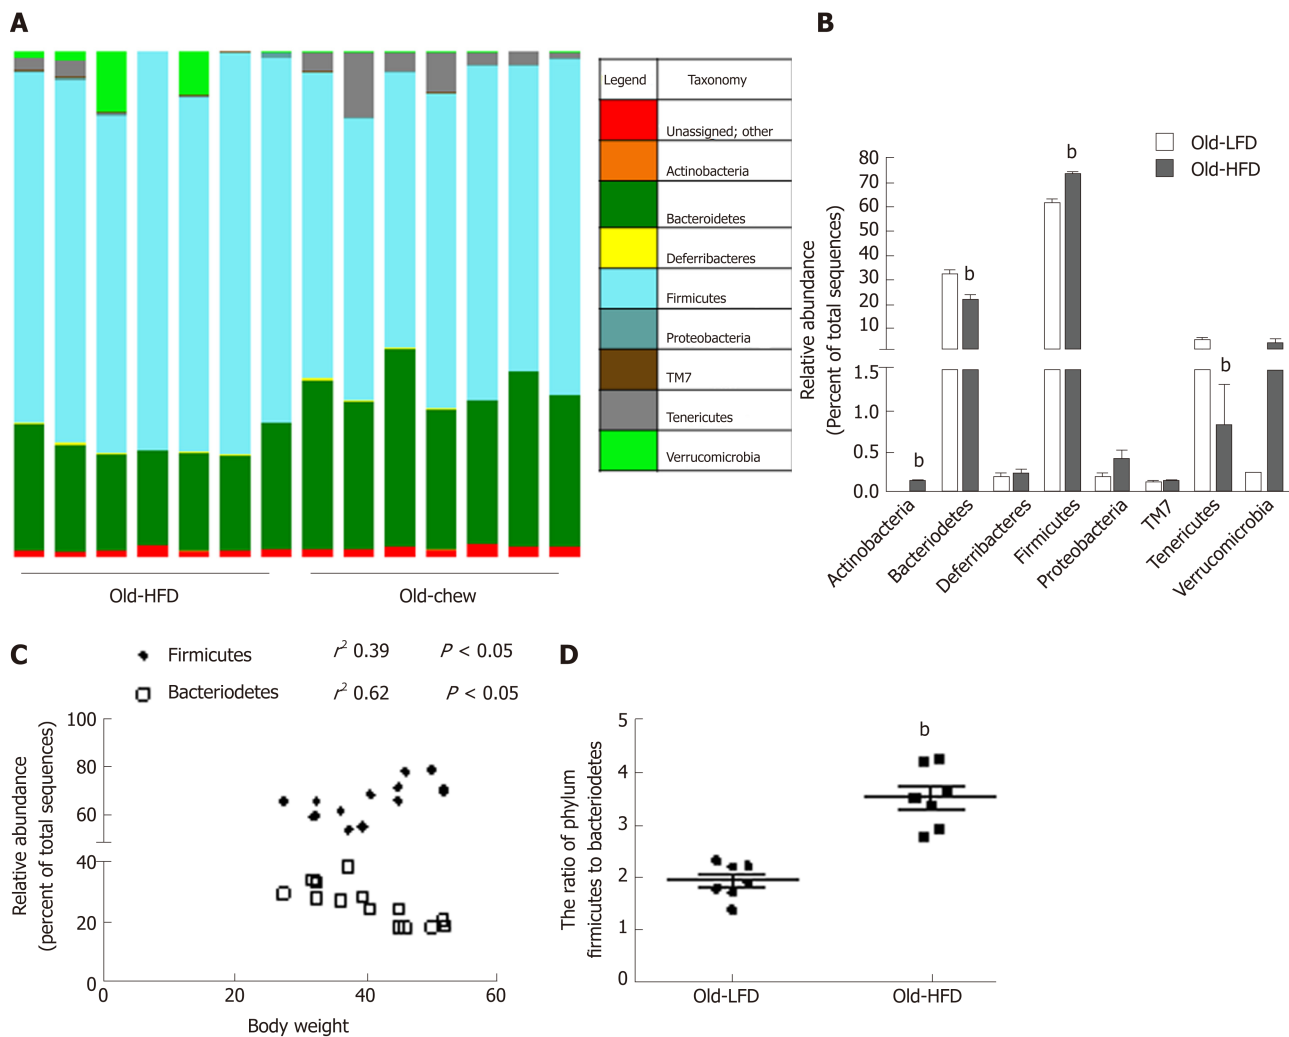 A
Legend Taxonomy
Unassigned; other
Actinobacteria
Bacteroidetes
Deferribacteres
Firmicutes
Proteobacteria
TM7
Tenericutes
Verrucomicrobia
Old-HFD
Old-chew
B
Old-LFD
Old-HFD
Relative abundance
(Percent of total sequences)
80
70
60
50
40
30
20
10
1.5
1.0
0.5
0.0
b
b
b
b
Actinobacteria
Bacteriodetes
Deferribacteres
Firmicutes
Proteobacteria
TM7
Tenericutes
Verrucomicrobia
C
Firmicutes r² 0.39 P < 0.05
Bacteriodetes r² 0.62 P < 0.05
Relative abundance
(percent of total sequences)
100
80
60
40
20
0
0 20 40 60
Body weight
D
The ratio of phylum
firmicutes to bacteriodetes
5
4
3
2
1
0
b
Old-LFD
Old-HFD